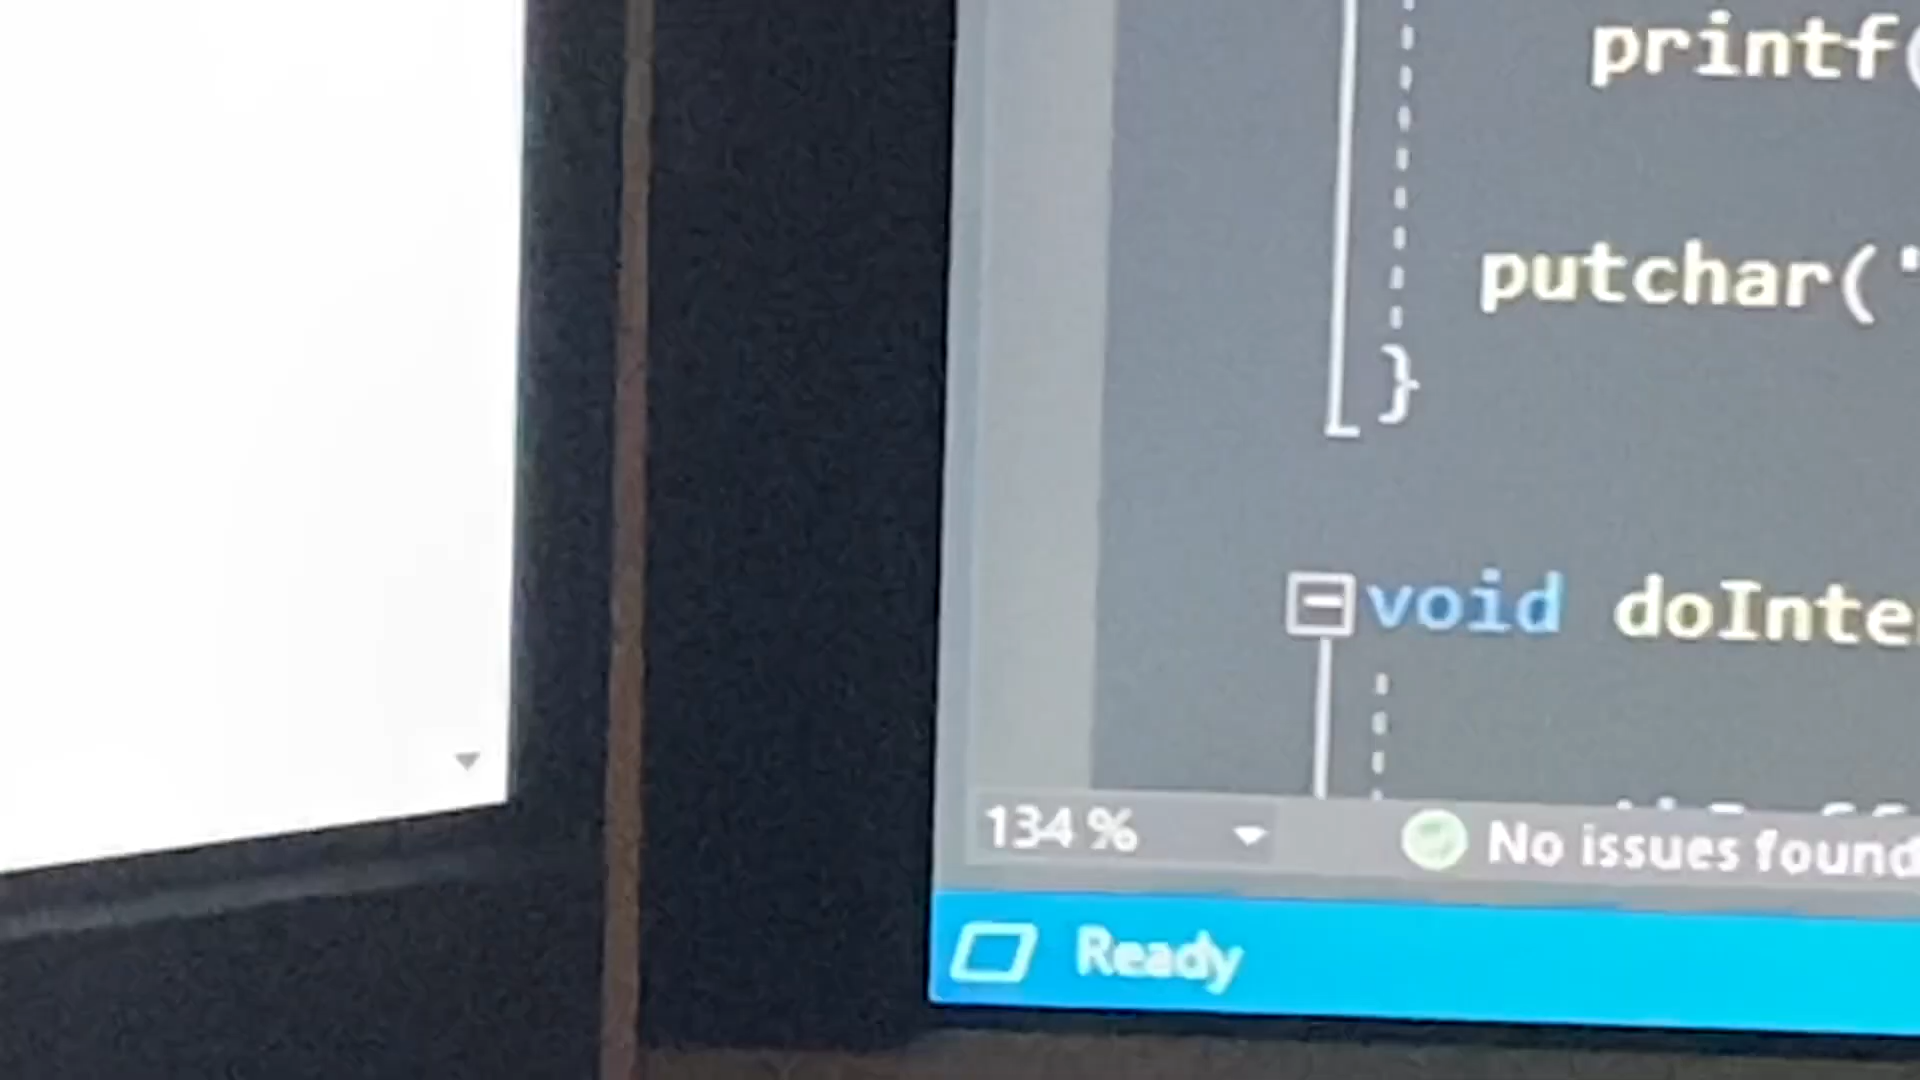 printf(
putchar('
}
void doInte
134 %
No issues found
Ready